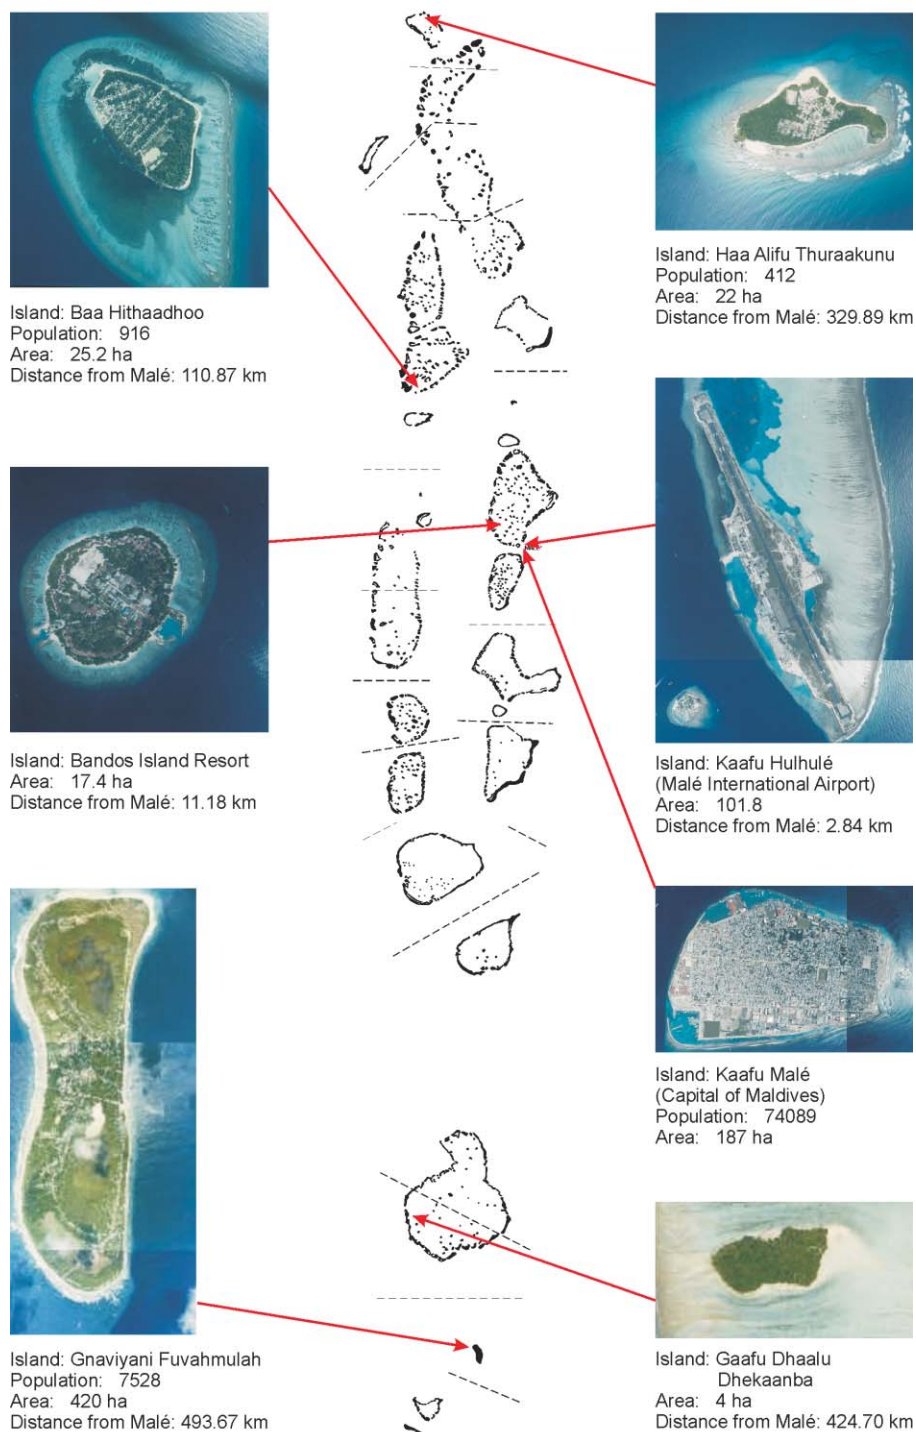 Island: Baa Hithaadhoo
Population: 916
Area: 25.2 ha
Distance from Malé: 110.87 km
Island: Haa Alifu Thuraakunu
Population: 412
Area: 22 ha
Distance from Malé: 329.89 km
Island: Bandos Island Resort
Area: 17.4 ha
Distance from Malé: 11.18 km
Island: Kaafu Hulhulé
(Malé International Airport)
Area: 101.8
Distance from Malé: 2.84 km
Island: Kaafu Malé
(Capital of Maldives)
Population: 74089
Area: 187 ha
Island: Gnaviyani Fuvahmulah
Population: 7528
Area: 420 ha
Distance from Malé: 493.67 km
Island: Gaafu Dhaalu
Dhekaanba
Area: 4 ha
Distance from Malé: 424.70 km